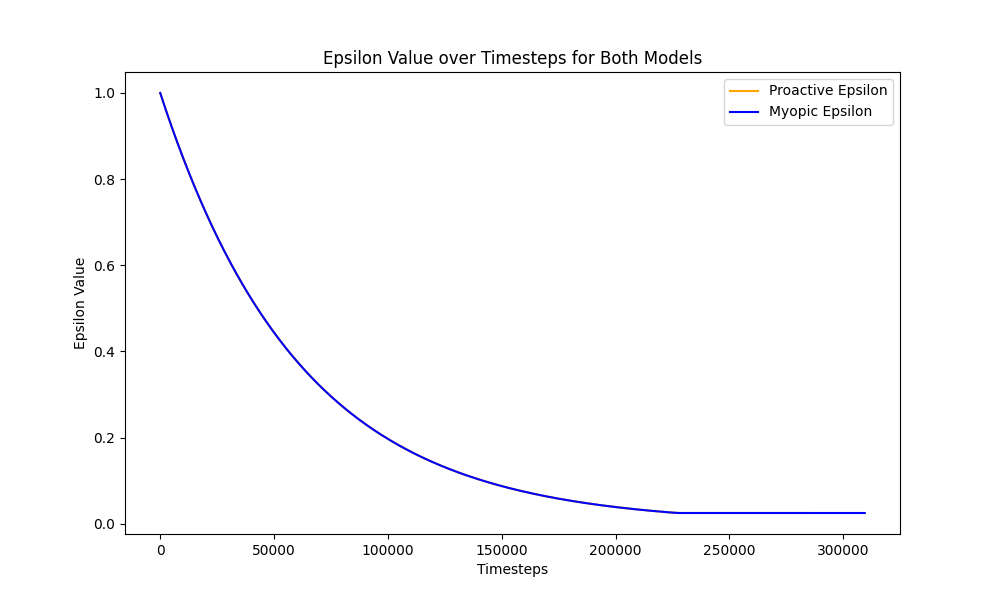 Epsilon Value over Timesteps for Both Models
Proactive Epsilon
Myopic Epsilon
1.0
0.8
0.6
0.4
0.2
0.0
Epsilon Value
0 50000 100000 150000 200000 250000 300000
Timesteps